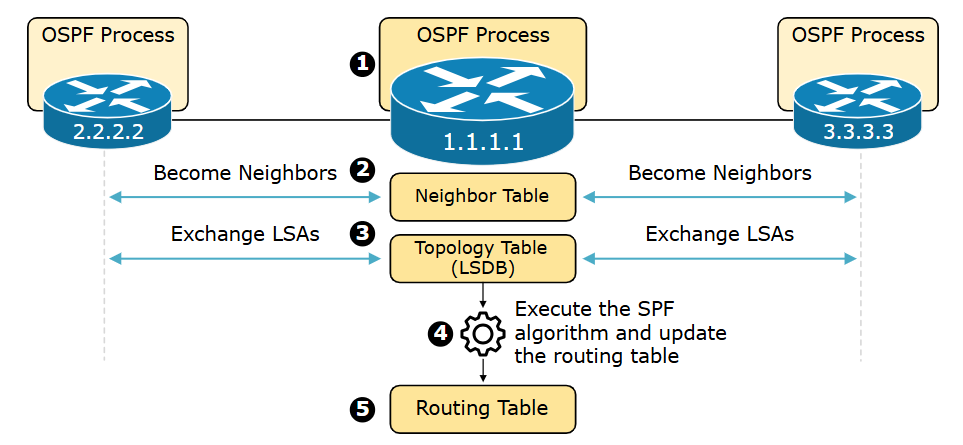 OSPF Process
OSPF Process
OSPF Process
1
2.2.2.2
1.1.1.1
3.3.3.3
Become Neighbors
2
Become Neighbors
Neighbor Table
Exchange LSAs
3
Exchange LSAs
Topology Table
(LSDB)
4
Execute the SPF
algorithm and update
the routing table
5
Routing Table